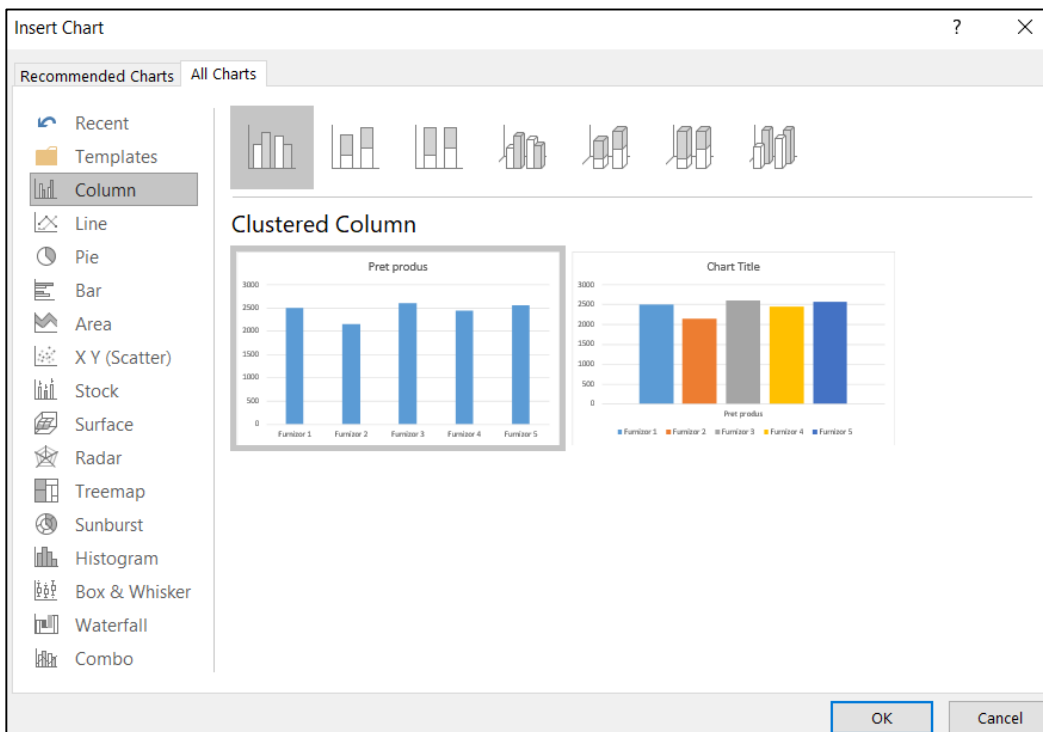 Insert Chart
?
Recommended Charts
All Charts
Recent
Templates
Column
Line
Pie
Bar
Area
X Y (Scatter)
Stock
Surface
Radar
Treemap
Sunburst
Histogram
Box & Whisker
Waterfall
Combo
Clustered Column
Pret produs
3000
2500
2000
1500
1000
500
0
Furnizor 1 Furnizor 2 Furnizor 3 Furnizor 4 Furnizor 5
Chart Title
3000
2500
2000
1500
1000
500
0
Pret produs
Furnizor 1 Furnizor 2 Furnizor 3 Furnizor 4 Furnizor 5
OK
Cancel